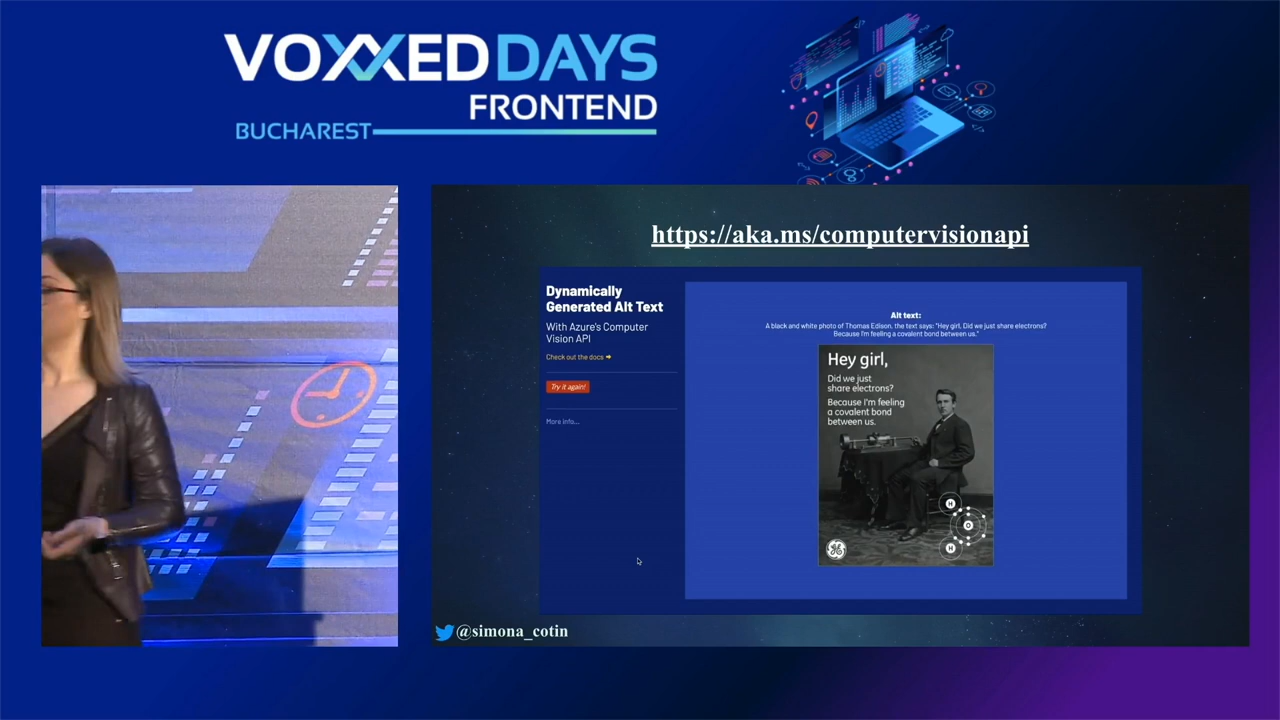 VOXXED DAYS
FRONTEND
BUCHAREST
https://aka.ms/computervisionapi
Dynamically
Generated Alt Text
With Azure's Computer
Vision API
Check out the docs ➡
Try it again!
More info...
Alt text:
A black and white photo of Thomas Edison, the text says: "Hey girl, Did we just share electrons?
Because I'm feeling a covalent bond between us."
Hey girl,
Did we just
share electrons?
Because I'm feeling
a covalent bond
between us.
H
O
H
GE
@simona_cotin